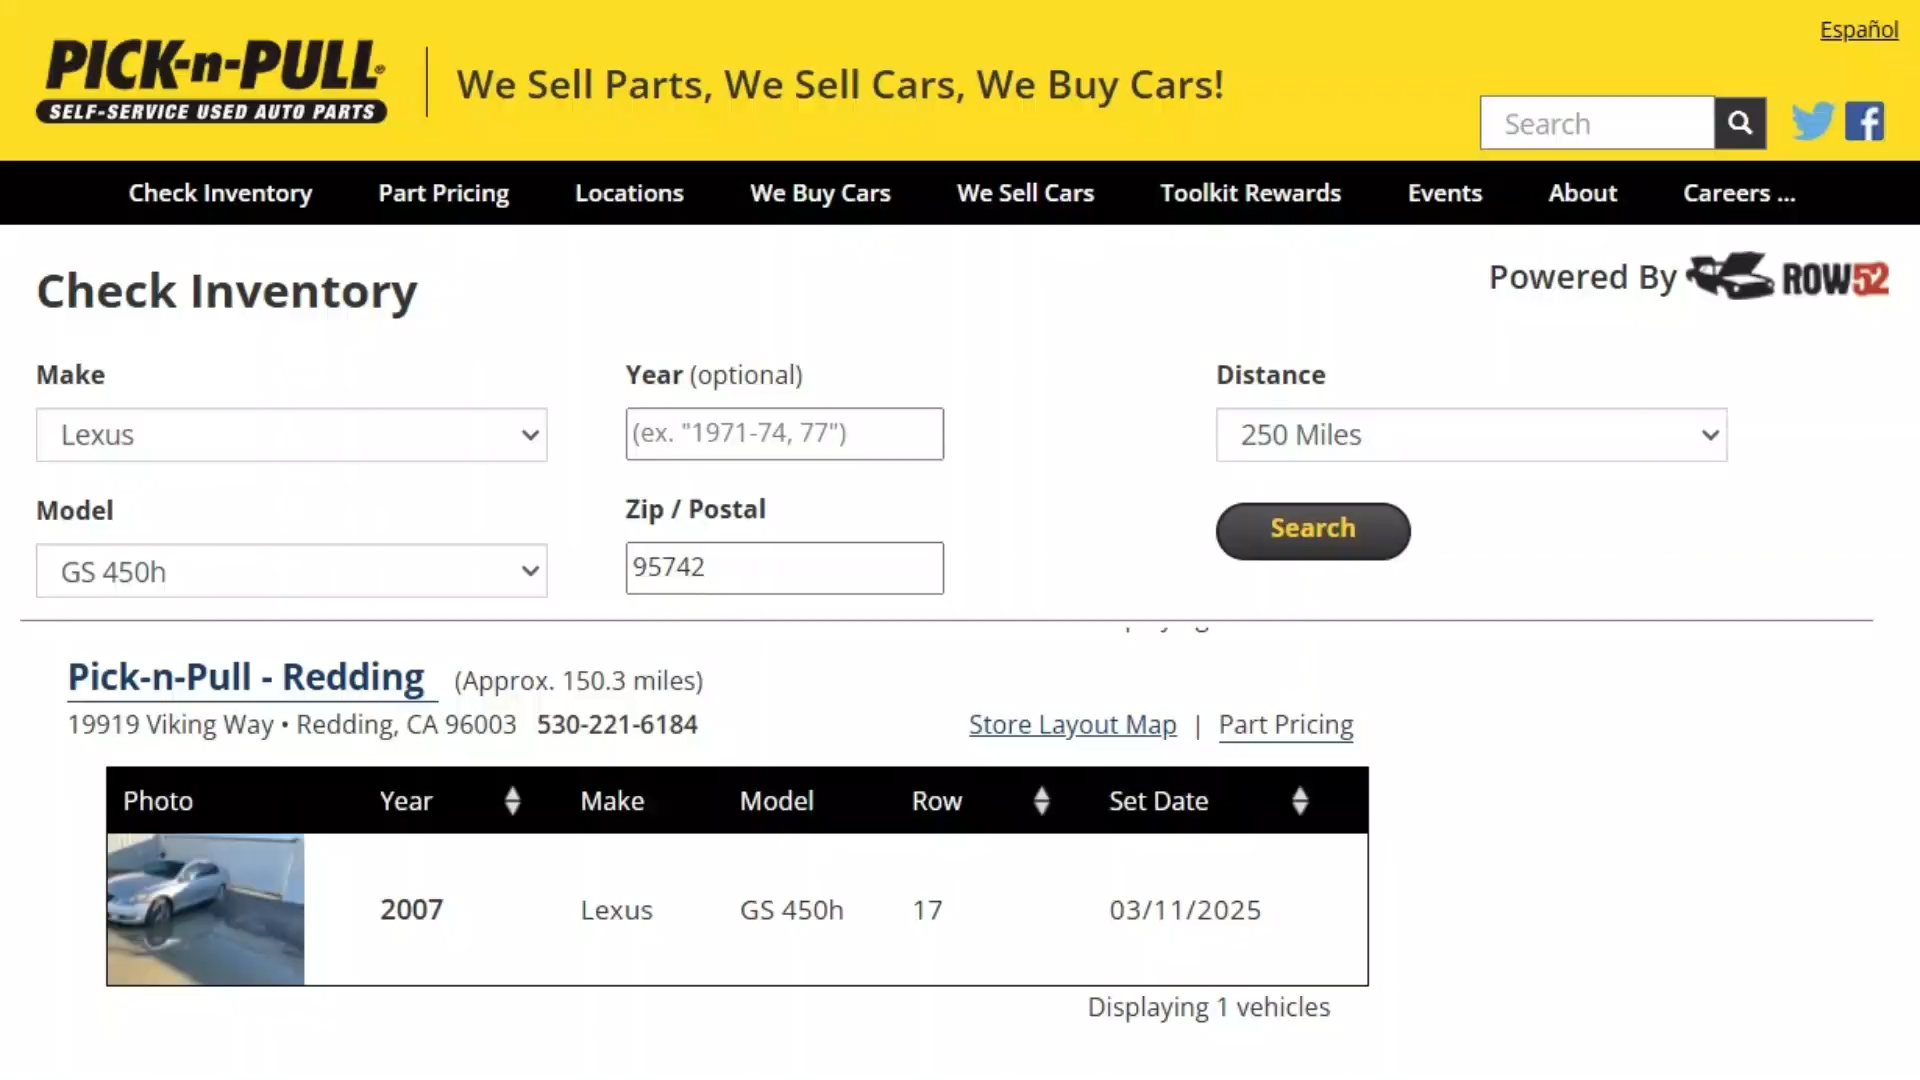 Español
PICK-n-PULL®
SELF-SERVICE USED AUTO PARTS
We Sell Parts, We Sell Cars, We Buy Cars!
Search
Check Inventory
Part Pricing
Locations
We Buy Cars
We Sell Cars
Toolkit Rewards
Events
About
Careers ...
Check Inventory
Powered By ROW52
Make
Year (optional)
Distance
Lexus
(ex. "1971-74, 77")
250 Miles
Model
Zip / Postal
Search
GS 450h
95742
Pick-n-Pull - Redding (Approx. 150.3 miles)
19919 Viking Way • Redding, CA 96003 530-221-6184
Store Layout Map | Part Pricing
Photo Year Make Model Row Set Date
2007 Lexus GS 450h 17 03/11/2025
Displaying 1 vehicles